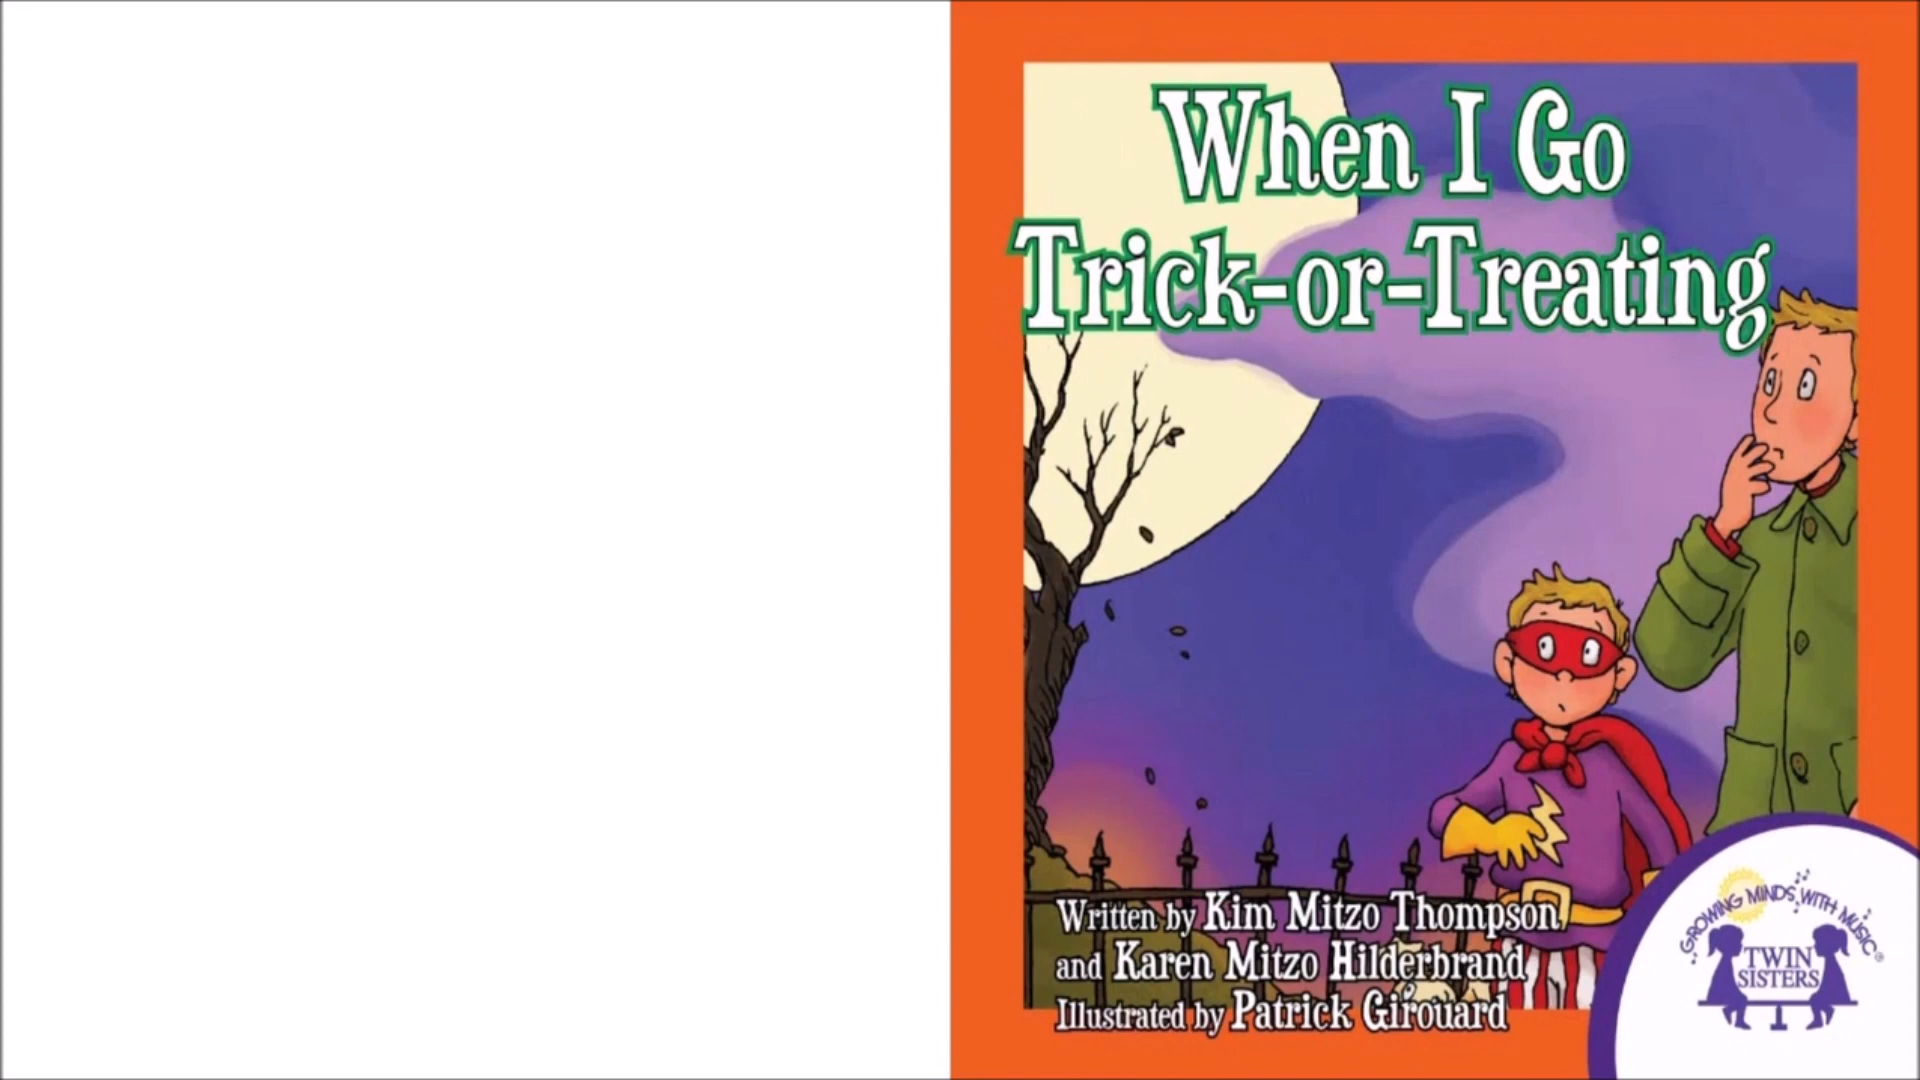 When I Go
Trick-or-Treating
Written by Kim Mitzo Thompson
and Karen Mitzo Hilderbrand
Illustrated by Patrick Girouard
GROWING MINDS WITH MUSIC®
TWIN
SISTERS